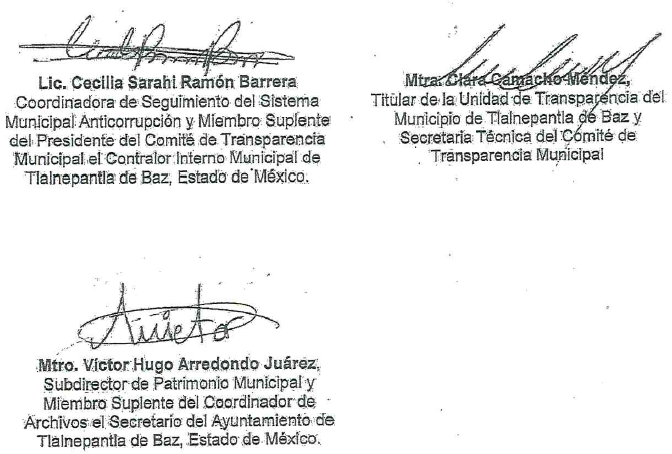 Lic. Cecilia Sarahi Ramón Barrera
Coordinadora de Seguimiento del Sistema
Municipal Anticorrupción y Miembro Suplente
del Presidente del Comité de Transparencia
Municipal el Contralor Interno Municipal de
Tlalnepantla de Baz, Estado de México.
Mtra. Clara Camacho Méndez,
Titular de la Unidad de Transparencia del
Municipio de Tlalnepantla de Baz y
Secretaria Técnica del Comité de
Transparencia Municipal
Mtro. Víctor Hugo Arredondo Juárez,
Subdirector de Patrimonio Municipal y
Miembro Suplente del Coordinador de
Archivos el Secretario del Ayuntamiento de
Tlalnepantla de Baz, Estado de México.